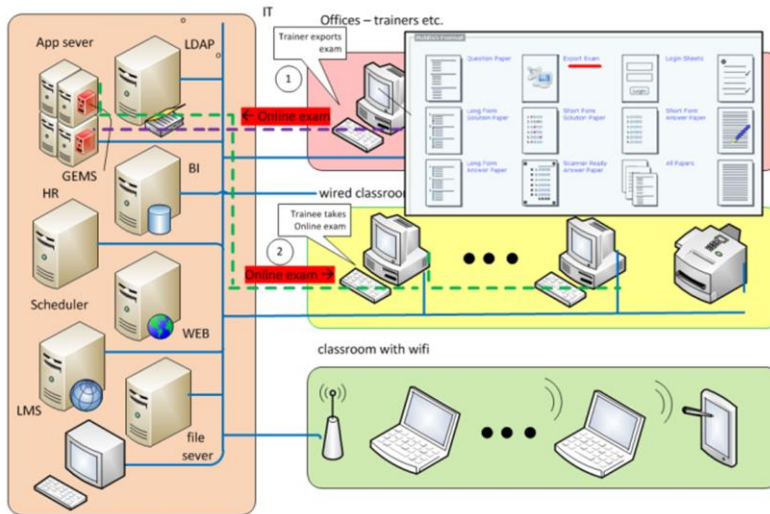 IT
App sever
LDAP
GEMS
BI
HR
Scheduler
WEB
LMS
file
sever
Offices – trainers etc.
Trainer exports
exam
1
← Online exam
Question Paper
Export Exam
Login Sheets
Login
Long Form
Solution Paper
Short Form
Solution Paper
Short Form
Answer Paper
Long Form
Answer Paper
Scanner Ready
Answer Paper
All Papers
wired classroom
Trainee takes
Online exam
2
Online exam →
classroom with wifi